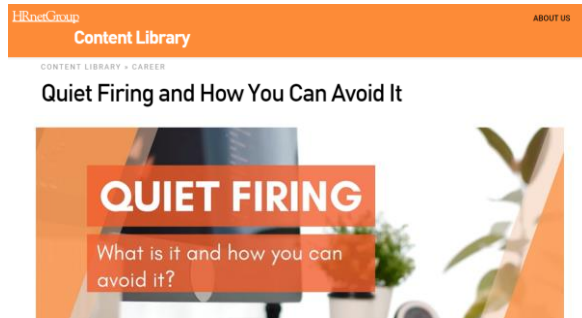 HRnetGroup
ABOUT US
Content Library
CONTENT LIBRARY » CAREER
Quiet Firing and How You Can Avoid It
QUIET FIRING
What is it and how you can
avoid it?